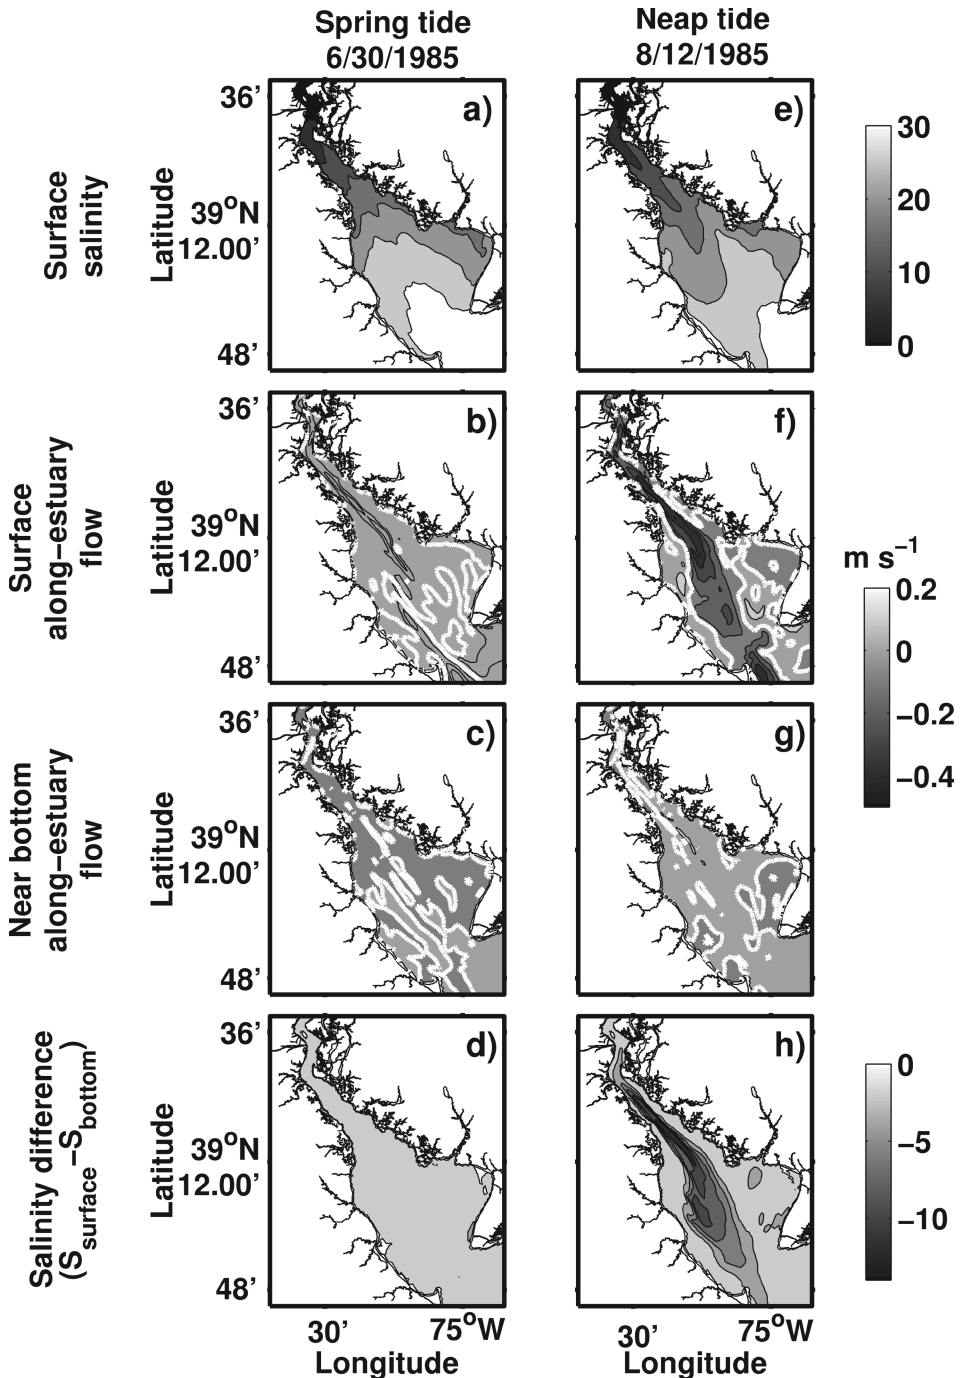 Spring tide
6/30/1985
Neap tide
8/12/1985
Surface
salinity
Latitude
36'
39°N
12.00'
48'
a)
e)
30
20
10
0
Surface
along−estuary
flow
Latitude
36'
39°N
12.00'
48'
b)
f)
m s⁻¹
0.2
0
−0.2
−0.4
Near bottom
along−estuary
flow
Latitude
36'
39°N
12.00'
48'
c)
g)
Salinity difference
(S_surface−S_bottom)
Latitude
36'
39°N
12.00'
48'
d)
h)
0
−5
−10
30'
75°W
Longitude
30'
75°W
Longitude